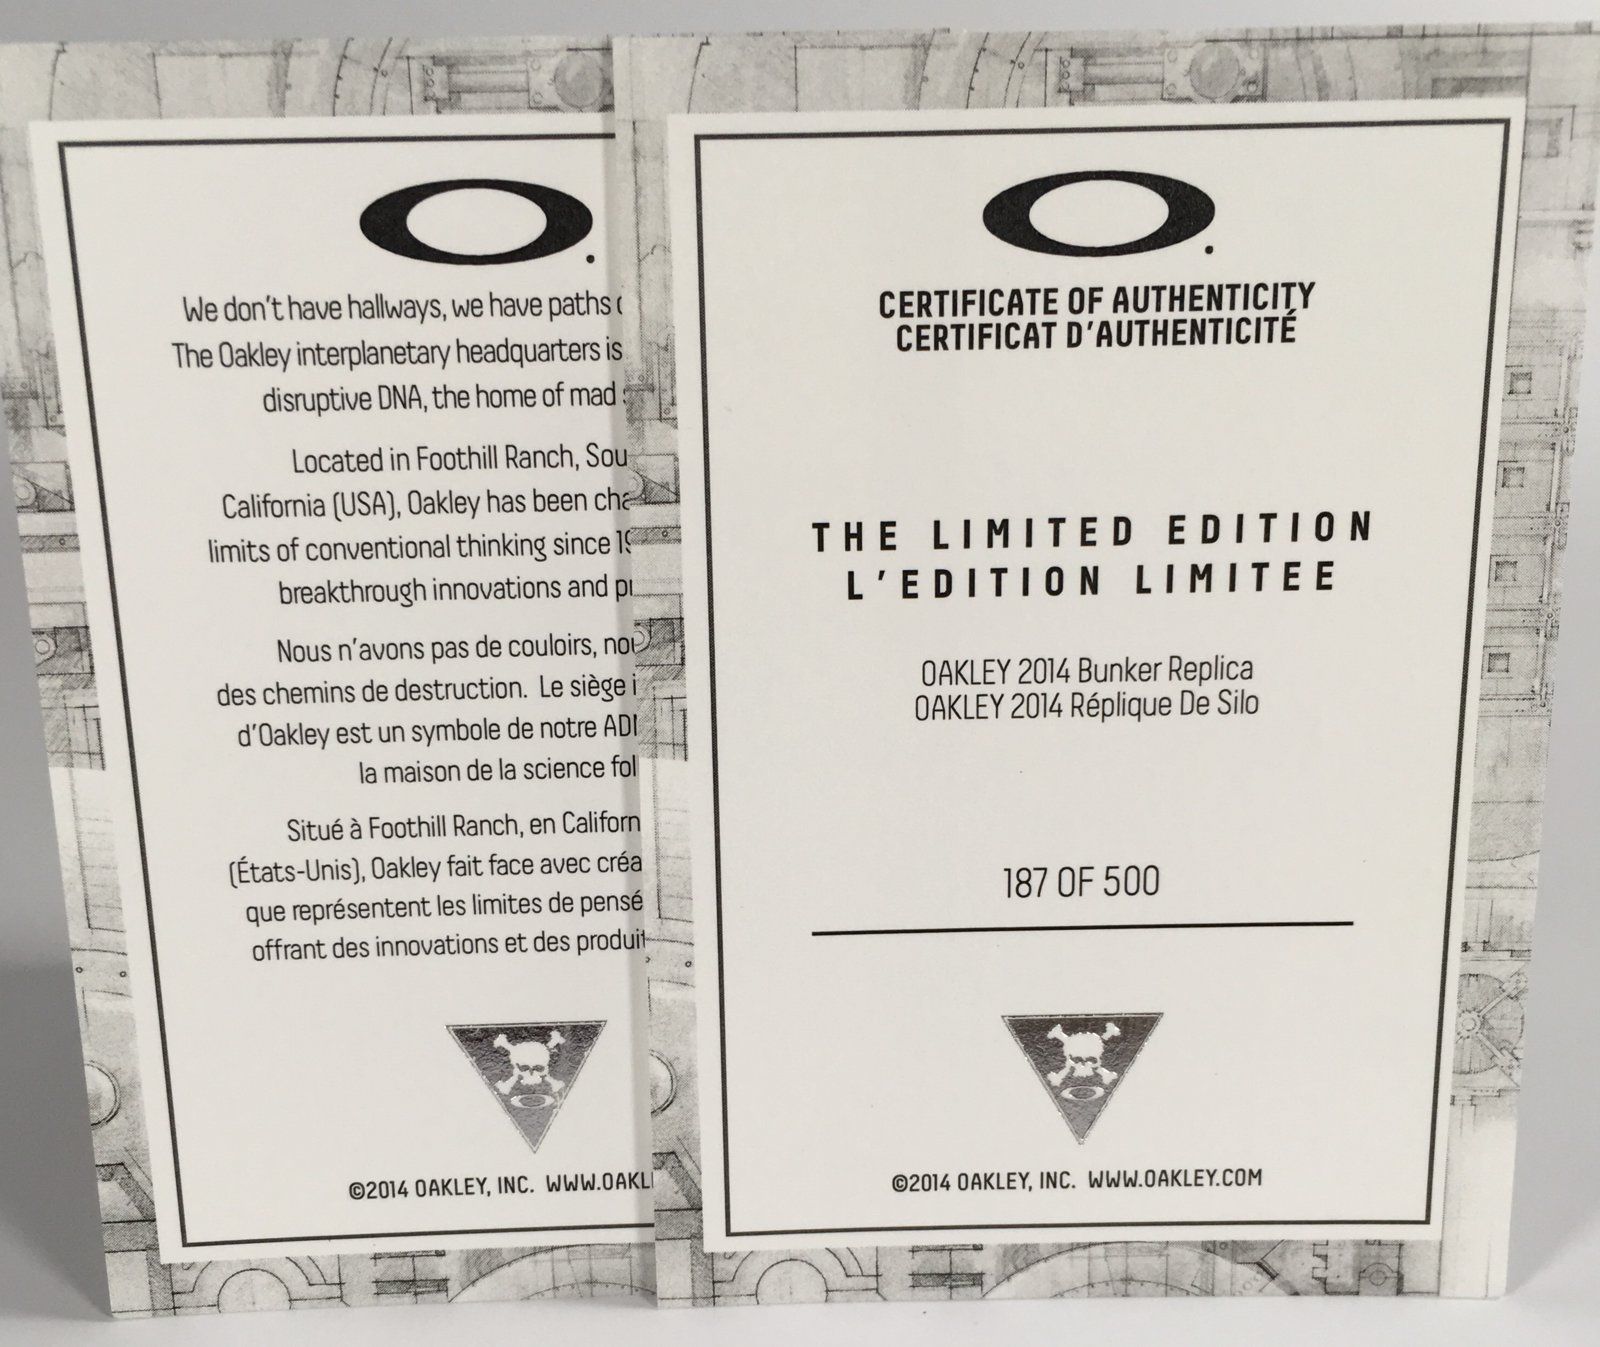 We don't have hallways, we have paths
The Oakley interplanetary headquarters is
disruptive DNA, the home of mad
Located in Foothill Ranch,
California (USA), Oakley has been
limits of conventional thinking since
breakthrough innovations and
Nous n'avons pas de couloirs,
des chemins de destruction. Le siège
d'Oakley est un symbole de notre
la maison de la science
Situé à Foothill Ranch, en
(États-Unis), Oakley fait face avec
que représentent les limites de
offrant des innovations et des
©2014 OAKLEY, INC.
CERTIFICATE OF AUTHENTICITY
CERTIFICAT D'AUTHENTICITÉ
THE LIMITED EDITION
L'EDITION LIMITEE
OAKLEY 2014 Bunker Replica
OAKLEY 2014 Réplique De Silo
187 OF 500
©2014 OAKLEY, INC. WWW.OAKLEY.COM